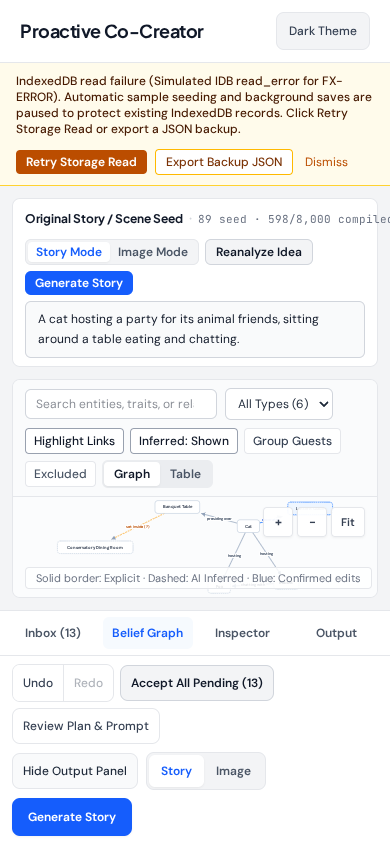 Proactive Co-Creator
Dark Theme
IndexedDB read failure (Simulated IDB read_error for FX-
ERROR). Automatic sample seeding and background saves are
paused to protect existing IndexedDB records. Click Retry
Storage Read or export a JSON backup.
Retry Storage Read
Export Backup JSON
Dismiss
Original Story / Scene Seed · 89 seed · 598/8,000 compiled
Story Mode
Image Mode
Reanalyze Idea
Generate Story
A cat hosting a party for its animal friends, sitting
around a table eating and chatting.
Search entities, traits, or rel
All Types (6)
Highlight Links
Inferred: Shown
Group Guests
Excluded
Graph
Table
Banquet Table
presiding over
Cat
sat_inside (?)
Conservatory Dining Room
hosting
hosting
+
−
Fit
Solid border: Explicit · Dashed: AI Inferred · Blue: Confirmed edits
Inbox (13)
Belief Graph
Inspector
Output
Undo
Redo
Accept All Pending (13)
Review Plan & Prompt
Hide Output Panel
Story
Image
Generate Story